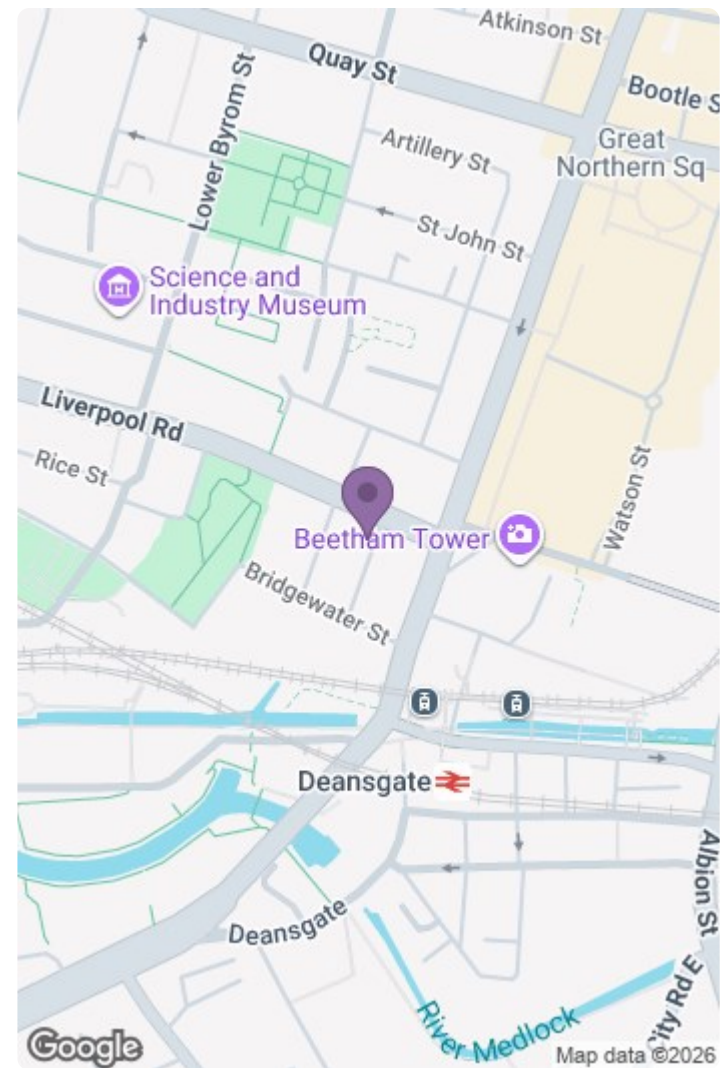 Atkinson St
Quay St
Bootle S
Lower Byrom St
Artillery St
Great
Northern Sq
St John St
Science and
Industry Museum
Liverpool Rd
Rice St
Watson St
Beetham Tower
Bridgewater St
Deansgate
Albion St
Deansgate
River Medlock
City Rd E
Google
Map data ©2026